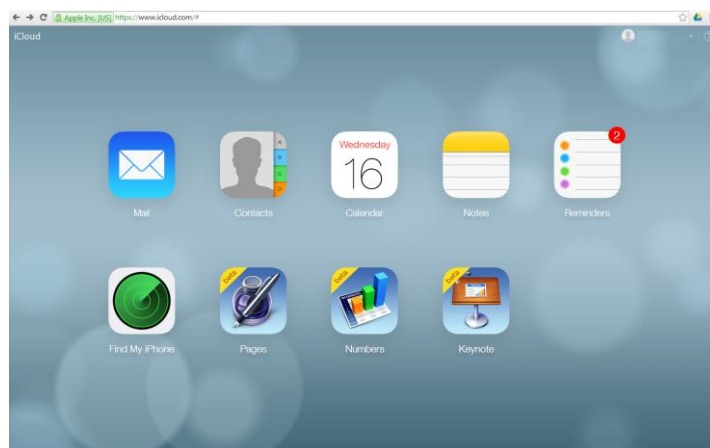 Apple Inc. [US] https://www.icloud.com/#
iCloud
Wednesday
16
2
Mail
Contacts
Calendar
Notes
Reminders
beta
beta
beta
Find My iPhone
Pages
Numbers
Keynote